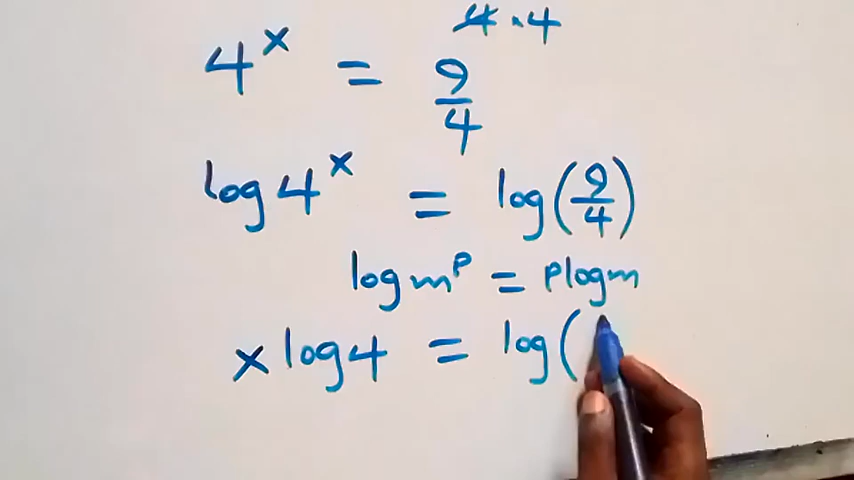 4 . 4
4^x = 9/4
log 4^x = log(9/4)
log m^p = p log m
x log 4 = log(